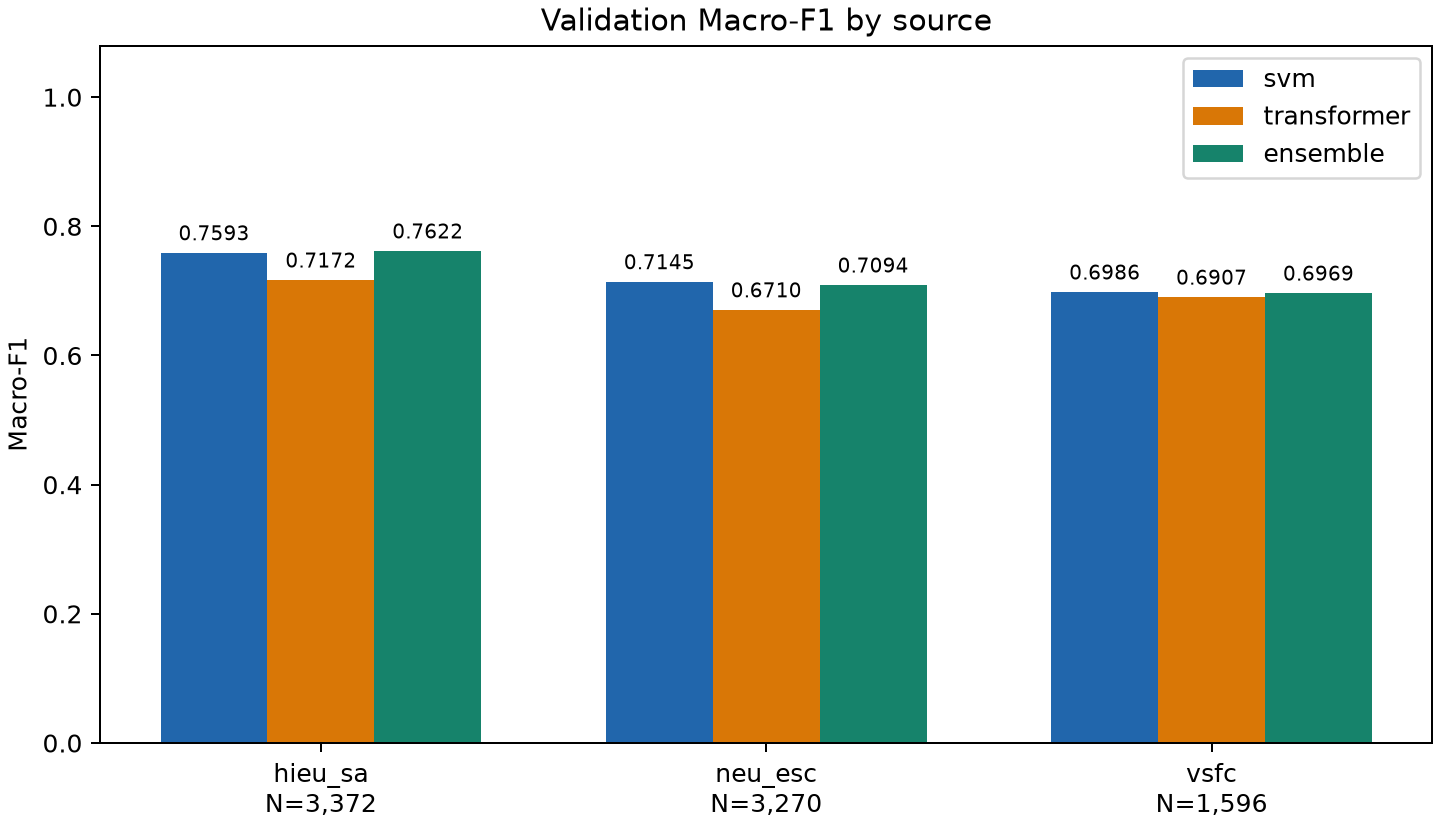 Validation Macro-F1 by source
svm
transformer
ensemble
Macro-F1
1.0
0.8
0.6
0.4
0.2
0.0
0.7593
0.7172
0.7622
0.7145
0.6710
0.7094
0.6986
0.6907
0.6969
hieu_sa
N=3,372
neu_esc
N=3,270
vsfc
N=1,596